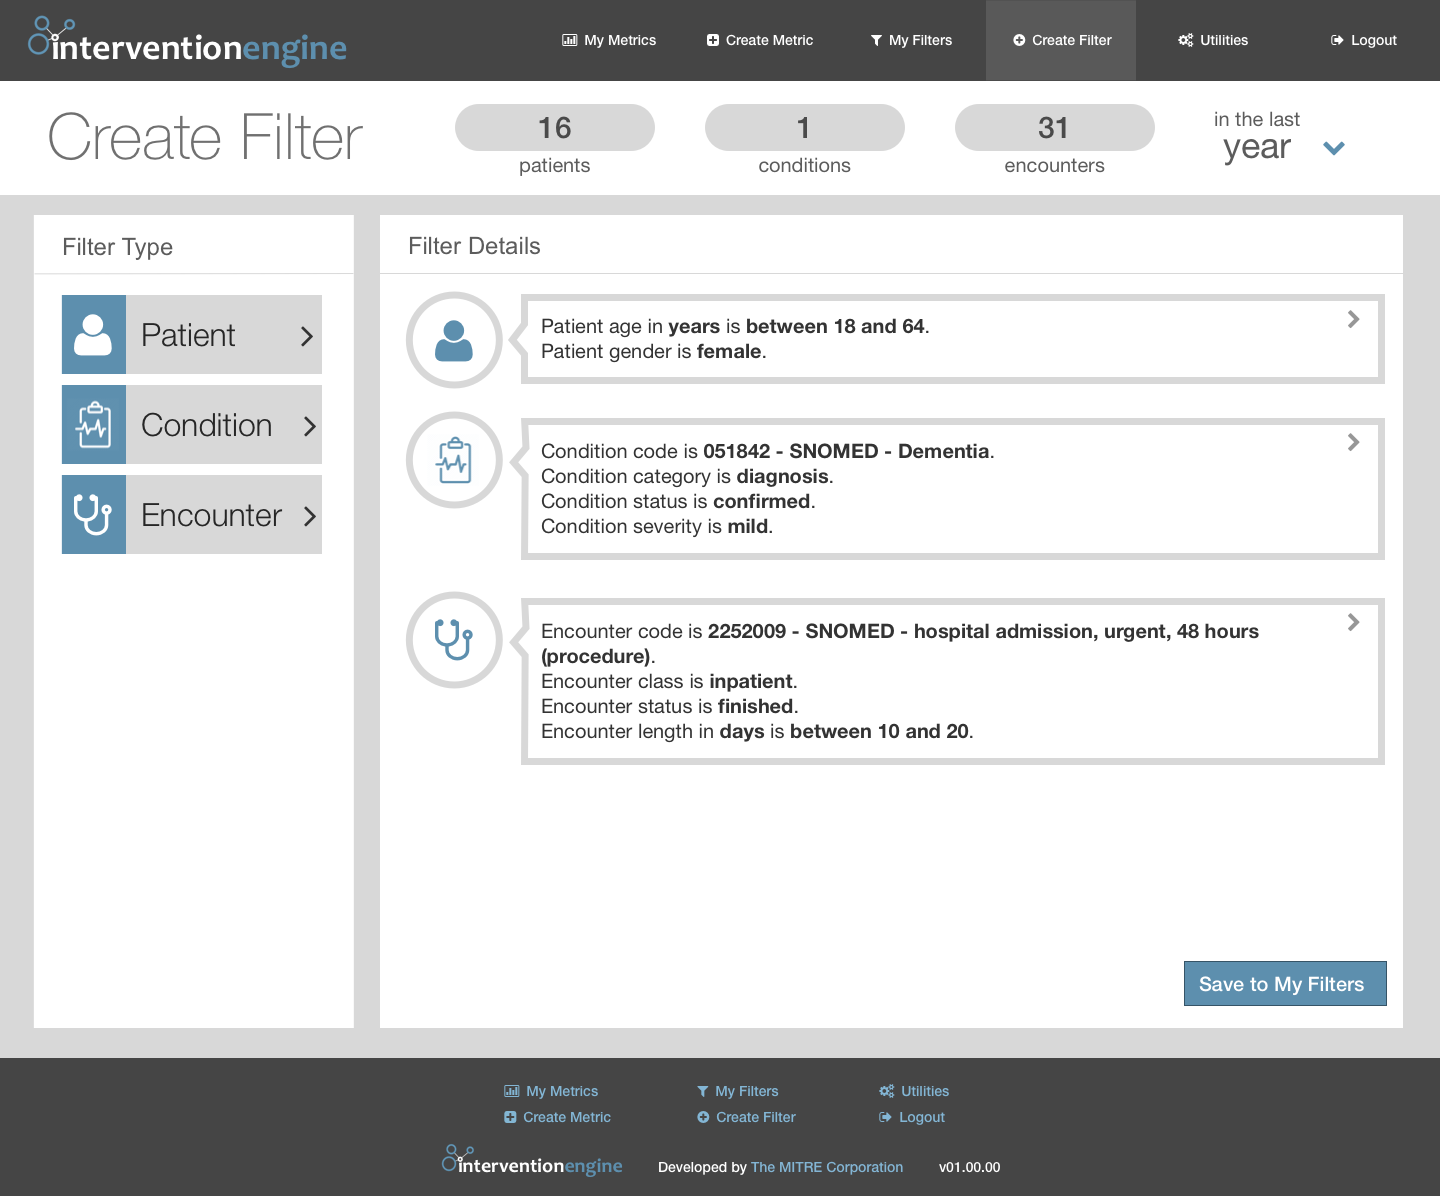 interventionengine
My Metrics
Create Metric
My Filters
Create Filter
Utilities
Logout
Create Filter
16
patients
1
conditions
31
encounters
in the last
year
Filter Type
Patient
Condition
Encounter
Filter Details
Patient age in years is between 18 and 64.
Patient gender is female.
Condition code is 051842 - SNOMED - Dementia.
Condition category is diagnosis.
Condition status is confirmed.
Condition severity is mild.
Encounter code is 2252009 - SNOMED - hospital admission, urgent, 48 hours
(procedure).
Encounter class is inpatient.
Encounter status is finished.
Encounter length in days is between 10 and 20.
Save to My Filters
My Metrics
My Filters
Utilities
Create Metric
Create Filter
Logout
interventionengine
Developed by The MITRE Corporation
v01.00.00